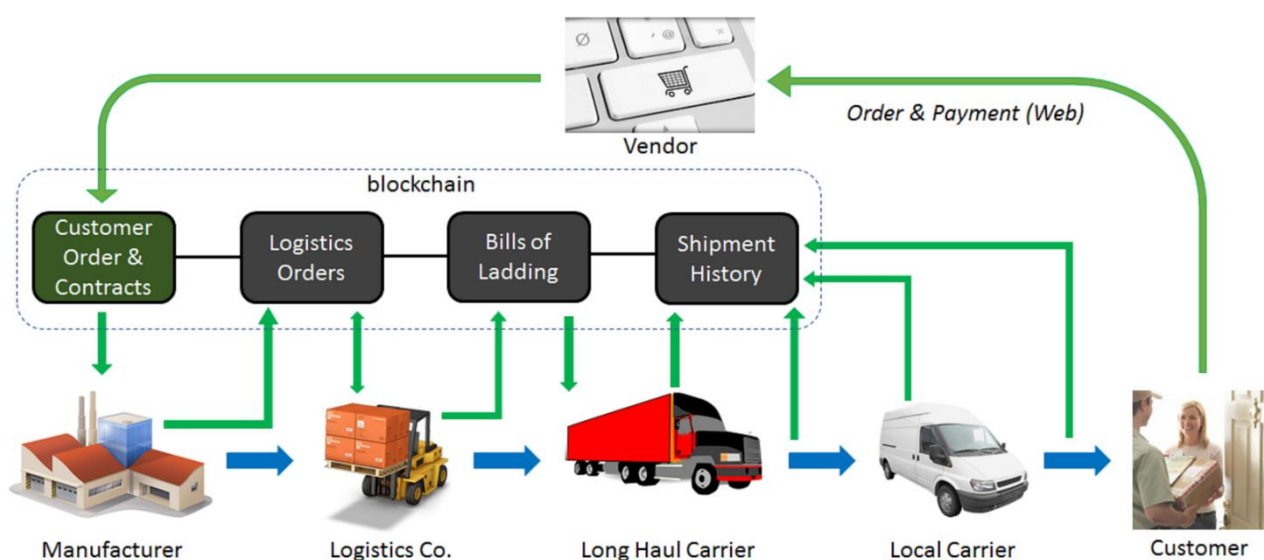 Vendor
Order & Payment (Web)
blockchain
Customer
Order &
Contracts
Logistics
Orders
Bills of
Ladding
Shipment
History
Manufacturer
Logistics Co.
Long Haul Carrier
Local Carrier
Customer